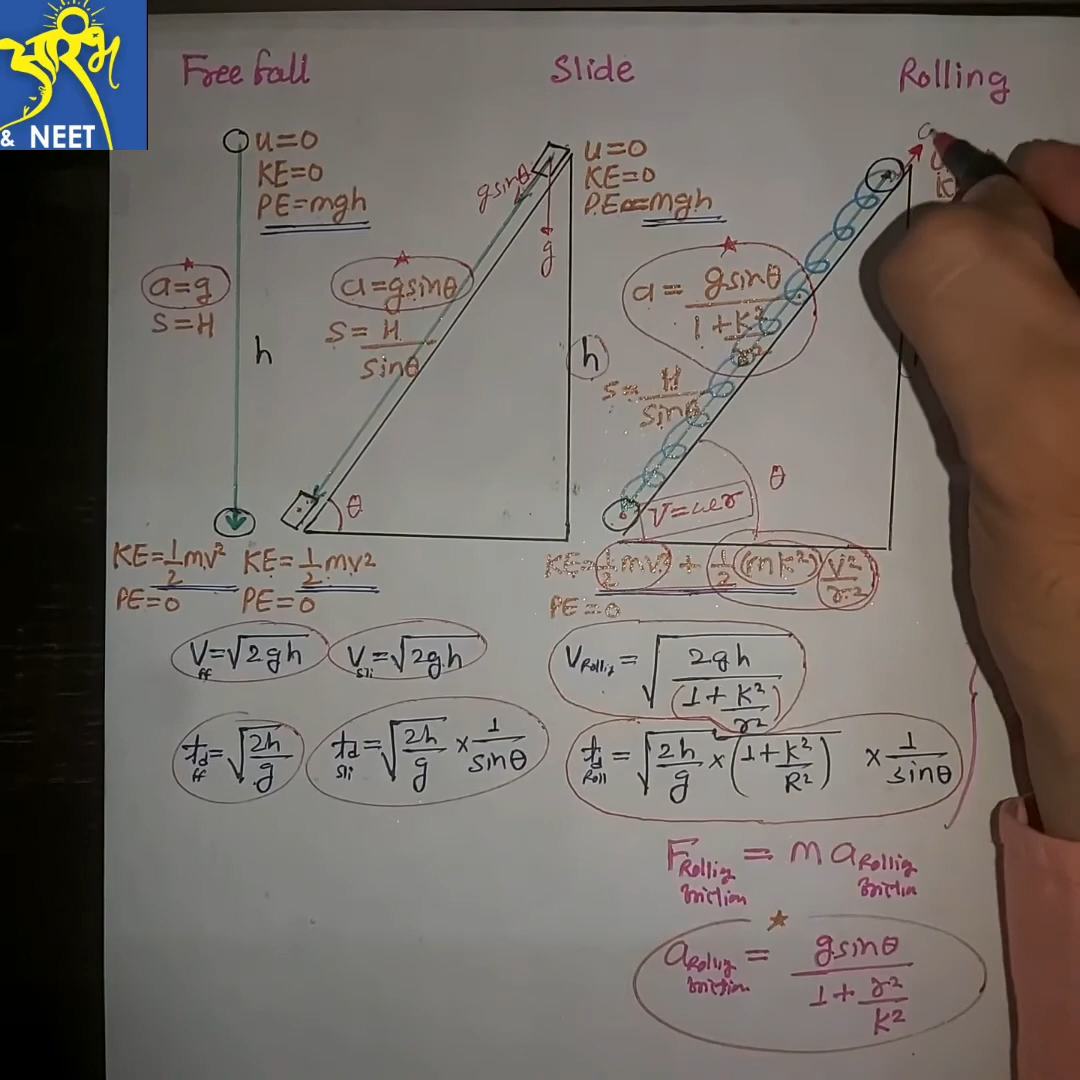 आरंभ
& NEET
Free fall
Slide
Rolling
u=0
KE=0
PE=mgh
a=g
S=H
h
KE=½mv²
PE=0
V_ff=√2gh
t_d ff=√(2h/g)
u=0
KE=0
PE=mgh
gsinθ
g
a=gsinθ
S=H/sinθ
h
θ
KE=½mv²
PE=0
V_sli=√2gh
t_d sli=√(2h/g)×1/sinθ
a=gsinθ/(1+K²/r²)
S=H/sinθ
θ
V=ωr
KE=½mv²+½(mK²)(v²/r²)
PE=0
V_Rolling=√(2gh/(1+K²/r²))
t_d Roll=√(2h/g×(1+K²/R²))×1/sinθ
F_Rolling friction=m a_Rolling friction
a_Rolling friction=gsinθ/(1+r²/K²)